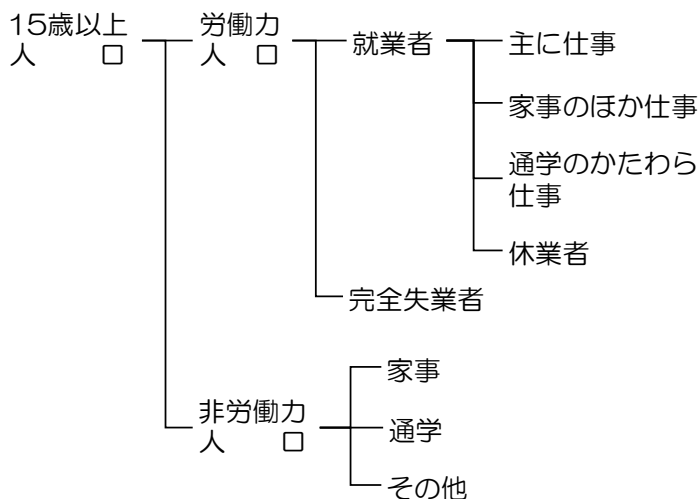 15歳以上
人　　口
労働力
人　口
就業者
主に仕事
家事のほか仕事
通学のかたわら
仕事
休業者
完全失業者
非労働力
人　　口
家事
通学
その他